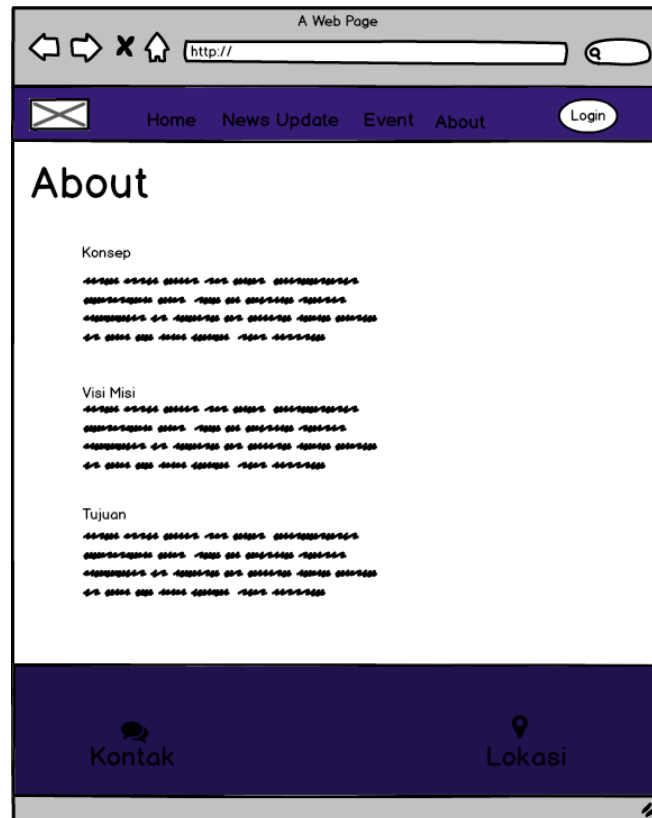 A Web Page
http://
Home News Update Event About
Login
About
Konsep
Visi Misi
Tujuan
Kontak
Lokasi